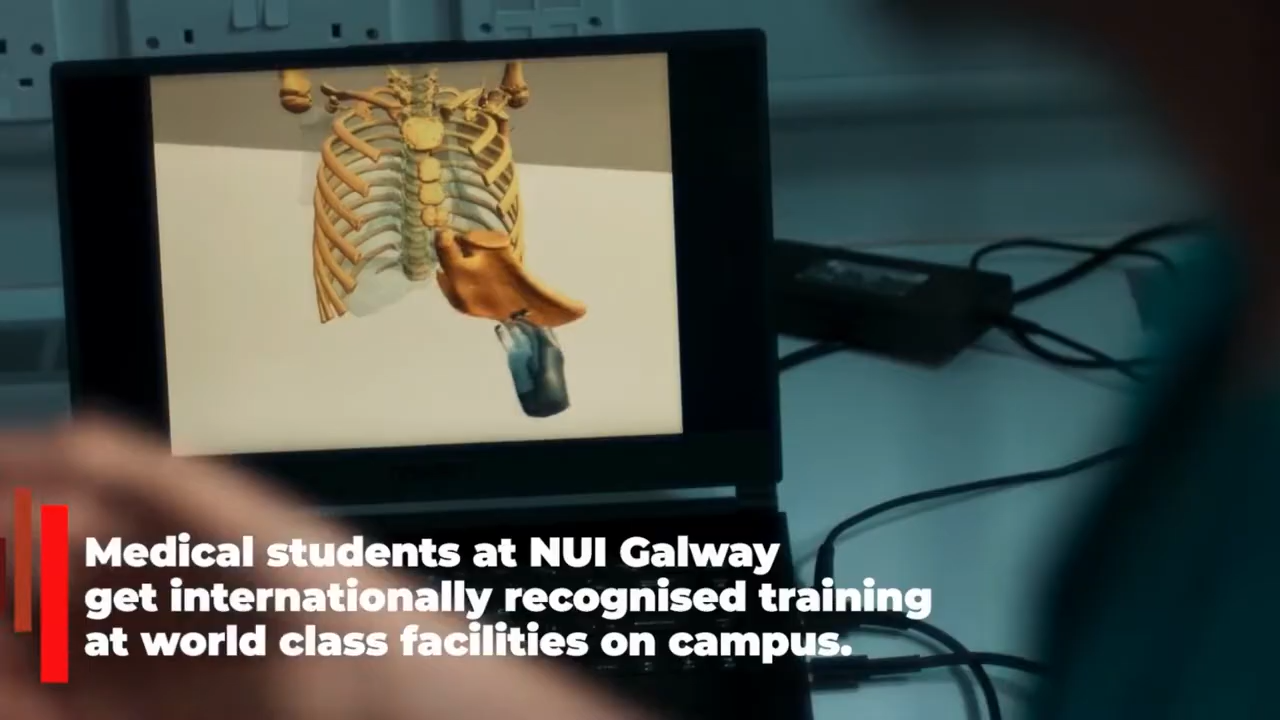 Medical students at NUI Galway
get internationally recognised training
at world class facilities on campus.